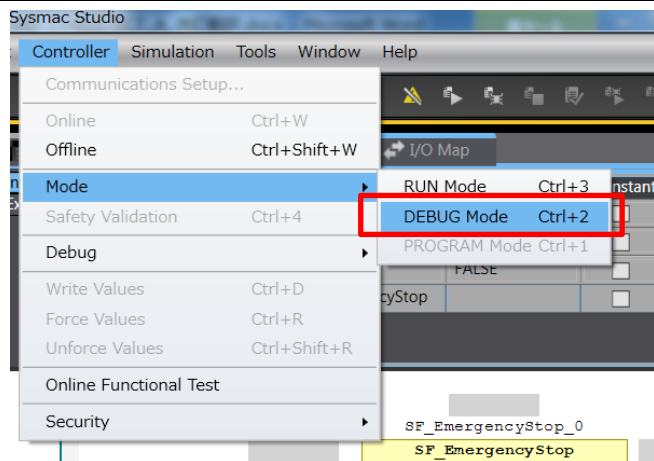 Sysmac Studio
Controller Simulation Tools Window Help
Communications Setup...
Online Ctrl+W
Offline Ctrl+Shift+W
I/O Map
Mode
RUN Mode Ctrl+3
Safety Validation Ctrl+4
DEBUG Mode Ctrl+2
Debug
PROGRAM Mode Ctrl+1
FALSE
Write Values Ctrl+D
cyStop
Force Values Ctrl+R
Unforce Values Ctrl+Shift+R
Online Functional Test
Security
SF_EmergencyStop_0
SF_EmergencyStop